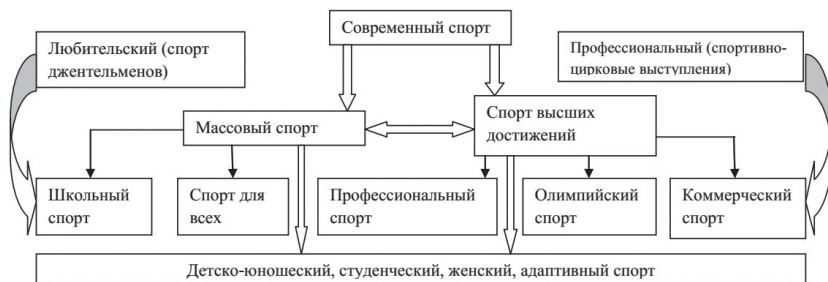 Современный спорт
Любительский (спорт
джентельменов)
Профессиональный (спортивно-
цирковые выступления)
Массовый спорт
Спорт высших
достижений
Школьный
спорт
Спорт для
всех
Профессиональный
спорт
Олимпийский
спорт
Коммерческий
спорт
Детско-юношеский, студенческий, женский, адаптивный спорт